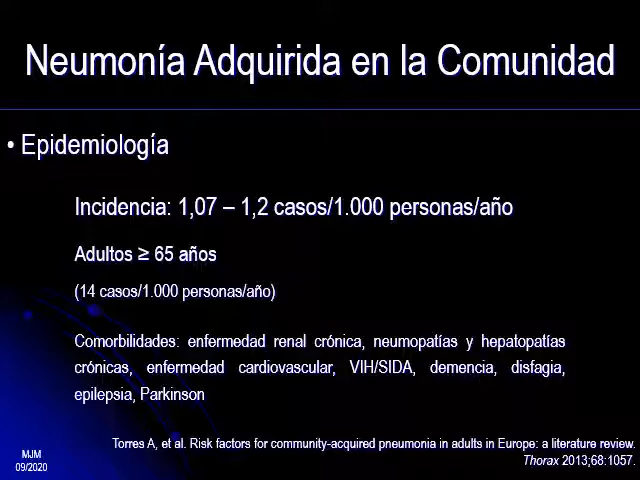 Neumonía Adquirida en la Comunidad
• Epidemiología
Incidencia: 1,07 – 1,2 casos/1.000 personas/año
Adultos ≥ 65 años
(14 casos/1.000 personas/año)
Comorbilidades: enfermedad renal crónica, neumopatías y hepatopatías
crónicas, enfermedad cardiovascular, VIH/SIDA, demencia, disfagia,
epilepsia, Parkinson
Torres A, et al. Risk factors for community-acquired pneumonia in adults in Europe: a literature review.
Thorax 2013;68:1057.
MJM
09/2020